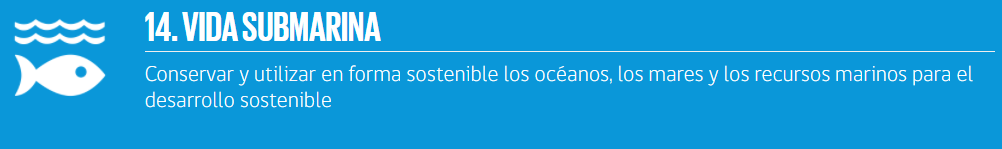 14. VIDA SUBMARINA
Conservar y utilizar en forma sostenible los océanos, los mares y los recursos marinos para el
desarrollo sostenible